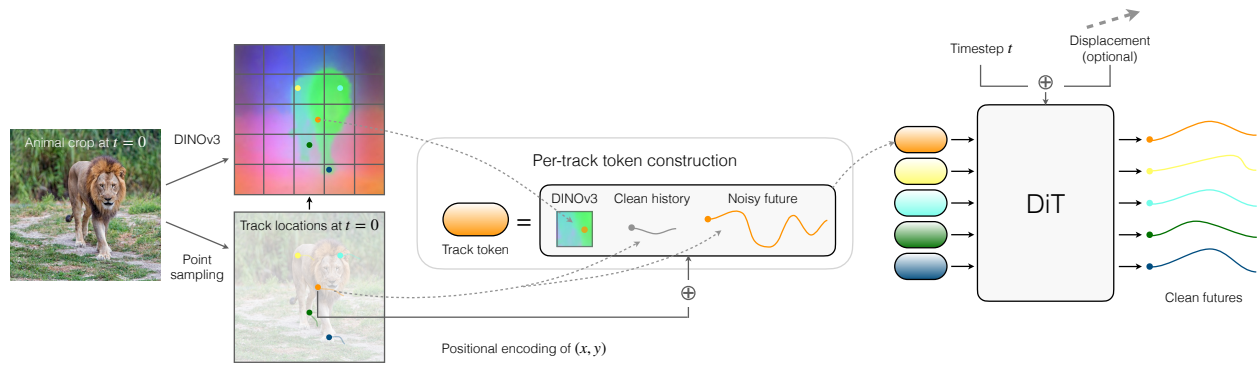 Animal crop at t = 0
DINOv3
Point
sampling
Track locations at t = 0
Per-track token construction
Track token
=
DINOv3
Clean history
Noisy future
Positional encoding of (x, y)
Timestep t
Displacement
(optional)
DiT
Clean futures